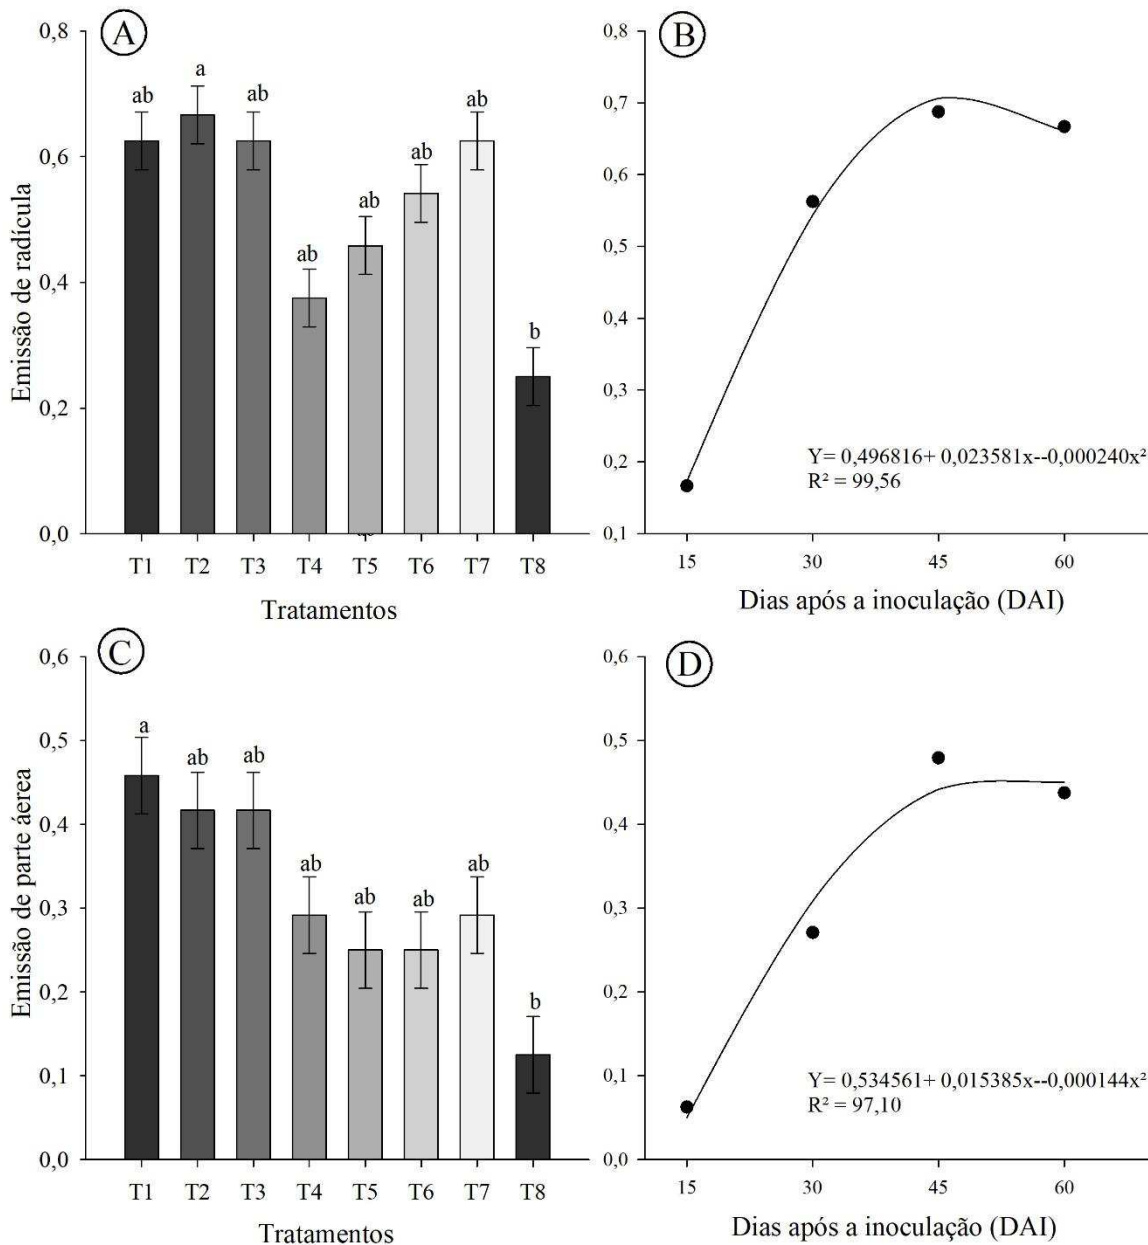 A
0,8
0,6
0,4
0,2
0,0
Emissão de radícula
ab
a
ab
ab
ab
ab
ab
b
T1 T2 T3 T4 T5 T6 T7 T8
Tratamentos
B
0,8
0,7
0,6
0,5
0,4
0,3
0,2
0,1
Y= 0,496816+ 0,023581x--0,000240x²
R² = 99,56
15 30 45 60
Dias após a inoculação (DAI)
C
0,6
0,5
0,4
0,3
0,2
0,1
0,0
Emissão de parte áerea
a
ab
ab
ab
ab
ab
ab
b
T1 T2 T3 T4 T5 T6 T7 T8
Tratamentos
D
0,6
0,5
0,4
0,3
0,2
0,1
0,0
Y= 0,534561+ 0,015385x--0,000144x²
R² = 97,10
15 30 45 60
Dias após a inoculação (DAI)